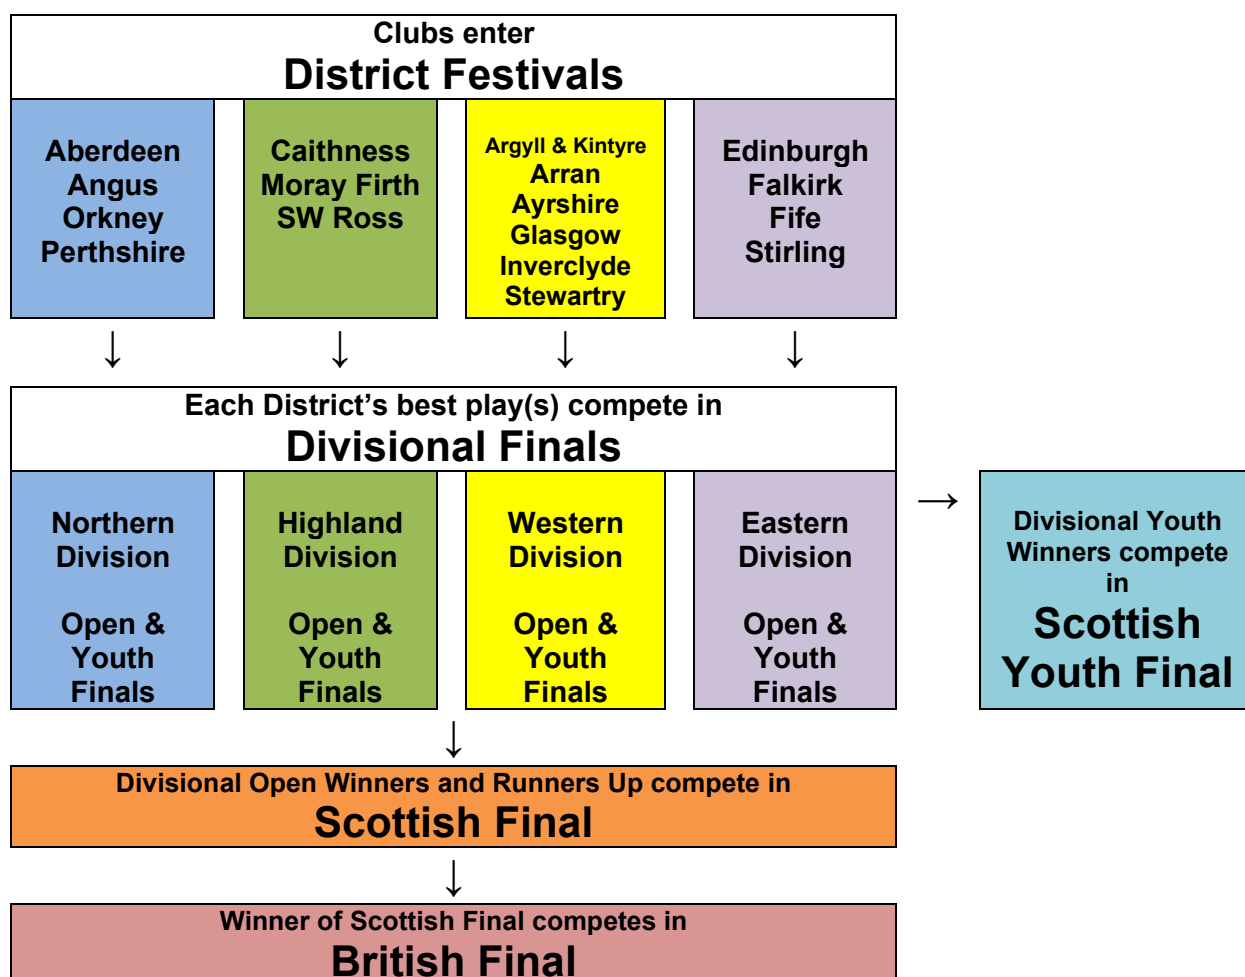 Clubs enter
District Festivals
Aberdeen
Angus
Orkney
Perthshire
Caithness
Moray Firth
SW Ross
Argyll & Kintyre
Arran
Ayrshire
Glasgow
Inverclyde
Stewartry
Edinburgh
Falkirk
Fife
Stirling
↓ ↓ ↓ ↓
Each District’s best play(s) compete in
Divisional Finals
Northern
Division
Open &
Youth
Finals
Highland
Division
Open &
Youth
Finals
Western
Division
Open &
Youth
Finals
Eastern
Division
Open &
Youth
Finals
→
Divisional Youth
Winners compete
in
Scottish
Youth Final
↓
Divisional Open Winners and Runners Up compete in
Scottish Final
↓
Winner of Scottish Final competes in
British Final